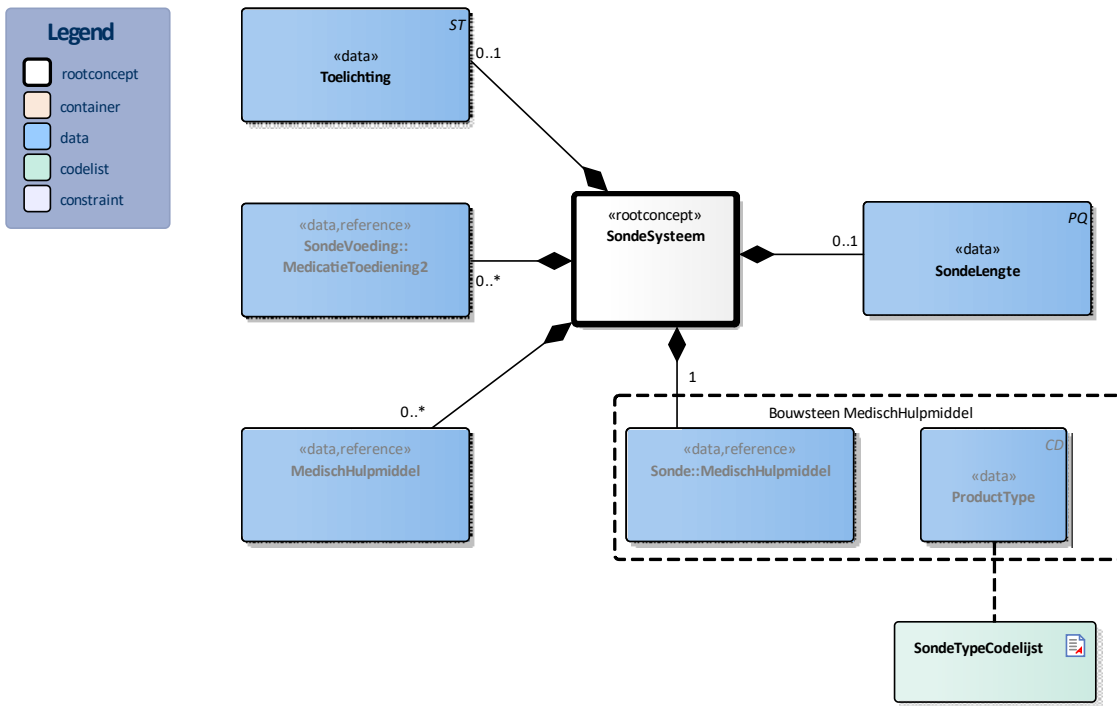 Legend
rootconcept
container
data
codelist
constraint
ST
«data»
Toelichting
0..1
«data,reference»
SondeVoeding::
MedicatieToediening2
0..*
«rootconcept»
SondeSysteem
0..1
PQ
«data»
SondeLengte
0..*
«data,reference»
MedischHulpmiddel
1
Bouwsteen MedischHulpmiddel
«data,reference»
Sonde::MedischHulpmiddel
CD
«data»
ProductType
SondeTypeCodelijst